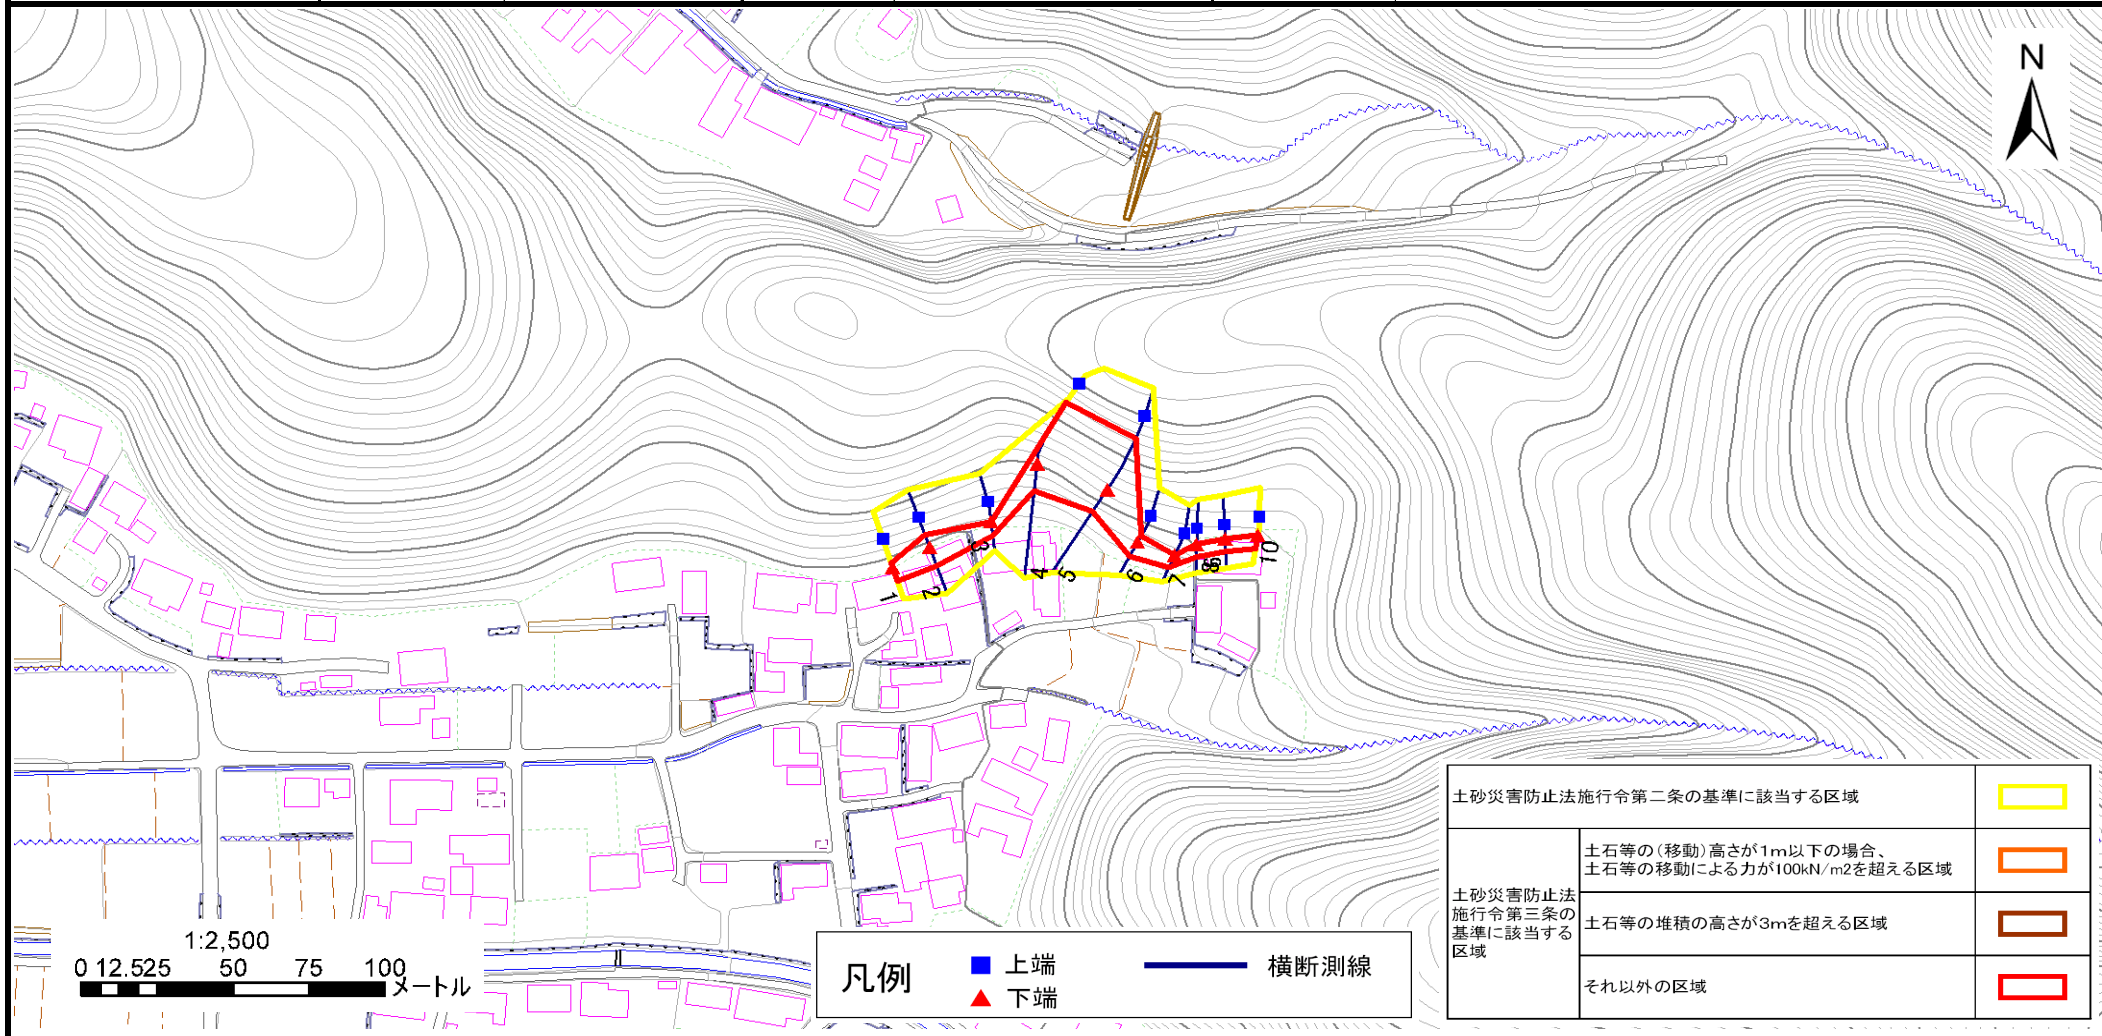 N
1
2
3
4
5
6
7
8
9
10
1:2,500
0 12.525 50 75 100
メートル
凡例
上端
下端
横断測線
土砂災害防止法施行令第二条の基準に該当する区域
土砂災害防止法
施行令第三条の
基準に該当する
区域
土石等の(移動)高さが1m以下の場合、
土石等の移動による力が100kN/m2を超える区域
土石等の堆積の高さが3mを超える区域
それ以外の区域